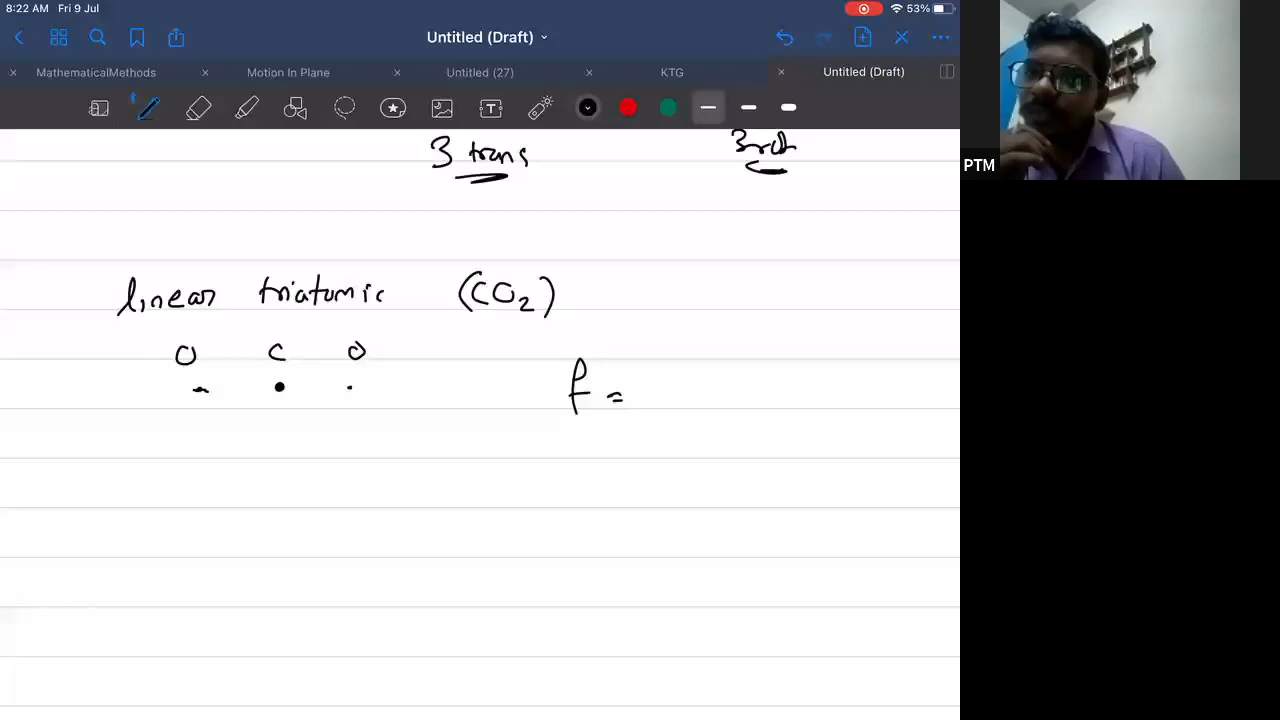 8:22 AM Fri 9 Jul 53%
Untitled (Draft)
MathematicalMethods Motion In Plane Untitled (27) KTG Untitled (Draft)
3 trans 3 rot
PTM
linear triatomic (CO2)
O C O
f =